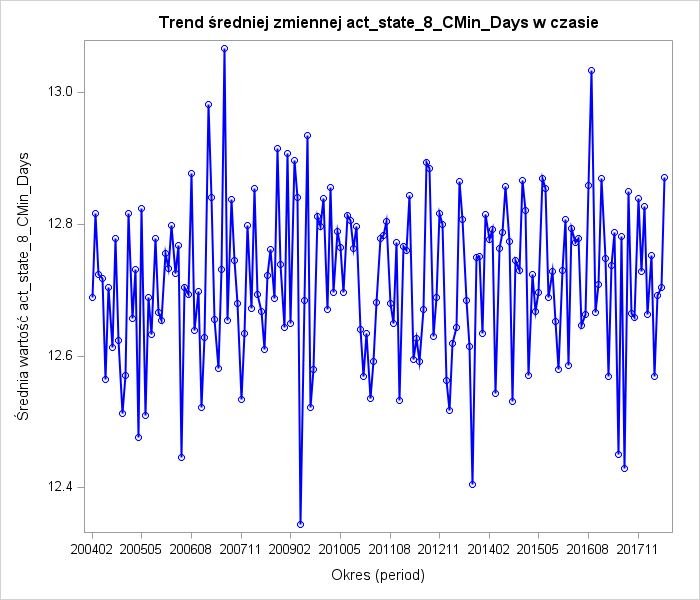 Trend średniej zmiennej act_state_8_CMin_Days w czasie
Średnia wartość act_state_8_CMin_Days
13.0
12.8
12.6
12.4
200402 200505 200608 200711 200902 201005 201108 201211 201402 201505 201608 201711
Okres (period)